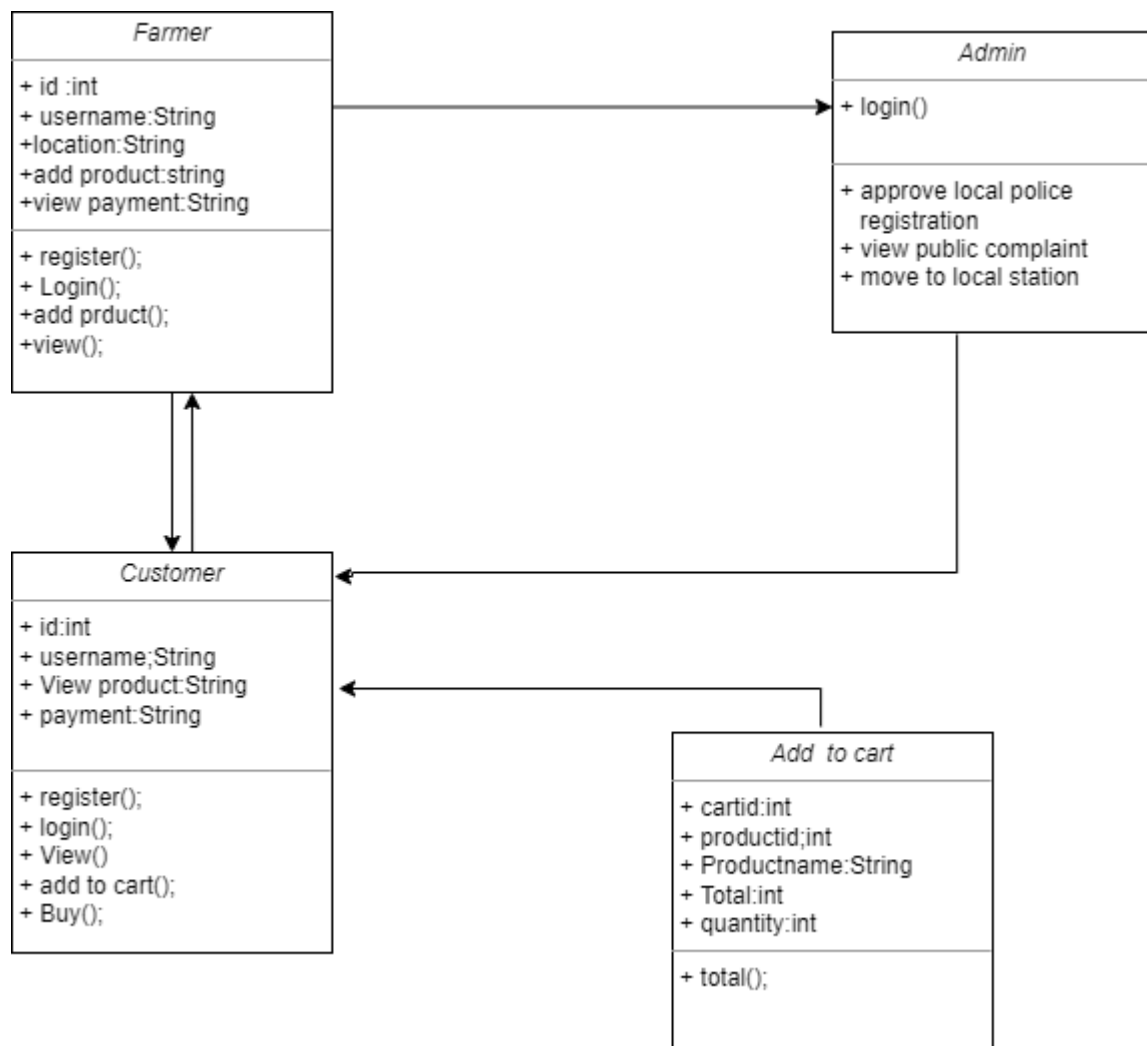 Farmer
+ id :int
+ username:String
+location:String
+add product:string
+view payment:String
+ register();
+ Login();
+add prduct();
+view();
Admin
+ login()
+ approve local police
registration
+ view public complaint
+ move to local station
Customer
+ id:int
+ username;String
+ View product:String
+ payment:String
+ register();
+ login();
+ View()
+ add to cart();
+ Buy();
Add to cart
+ cartid:int
+ productid;int
+ Productname:String
+ Total:int
+ quantity:int
+ total();